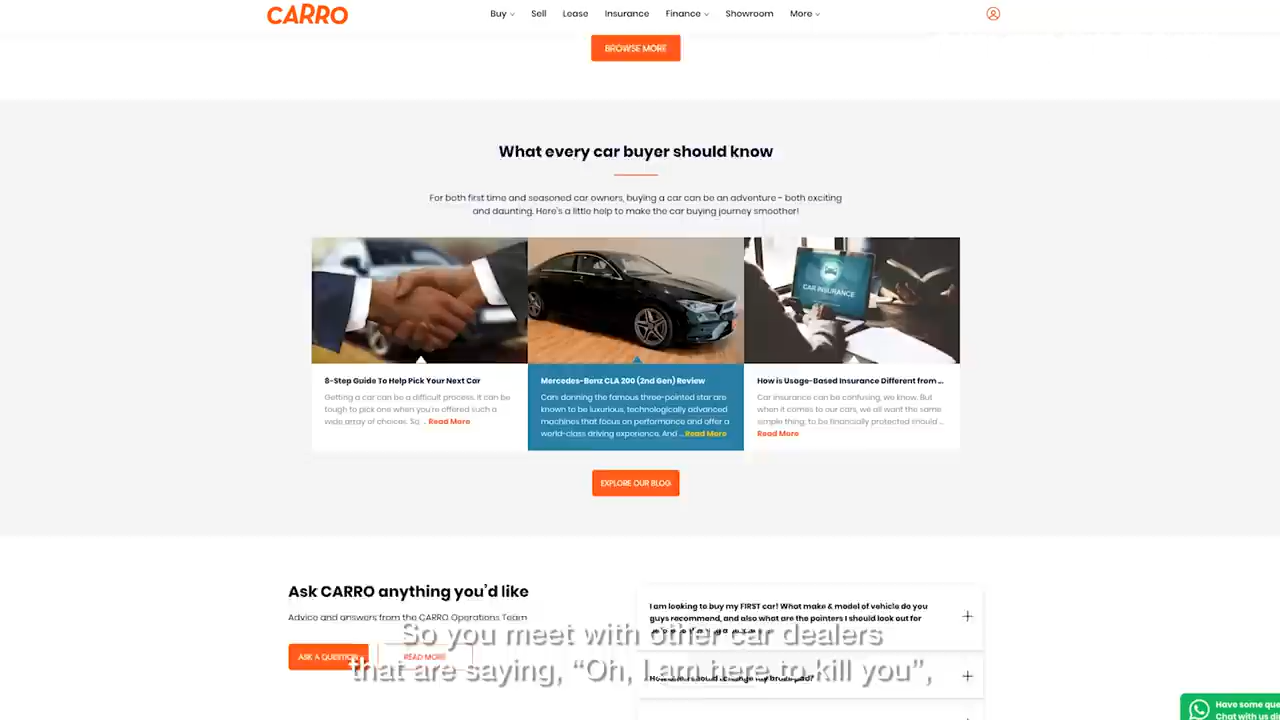 CARRO
Buy
Sell
Lease
Insurance
Finance
Showroom
More
BROWSE MORE
What every car buyer should know
For both first time and seasoned car owners, buying a car can be an adventure - both exciting
and daunting. Here's a little help to make the car buying journey smoother!
CAR INSURANCE
8-Step Guide To Help Pick Your Next Car
Getting a car can be a difficult process. It can be
tough to pick one when you're offered such a
wide array of choices. So, ... Read More
Mercedes-Benz CLA 200 (2nd Gen) Review
Cars donning the famous three-pointed star are
known to be luxurious, technologically advanced
machines that focus on performance and offer a
world-class driving experience. And ... Read More
How is Usage-Based Insurance Different from ...
Car insurance can be confusing, we know. But
when it comes to our cars, we all want the same
simple thing: to be financially protected should ...
Read More
EXPLORE OUR BLOG
Ask CARRO anything you'd like
Advice and answers from the CARRO Operations Team
ASK A QUESTION
READ MORE
I am looking to buy my FIRST car! What make & model of vehicle do you
guys recommend, and also what are the pointers I should look out for
So you meet with other car dealers
that are saying, "Oh, I am here to kill you",
Have some que
Chat with us di